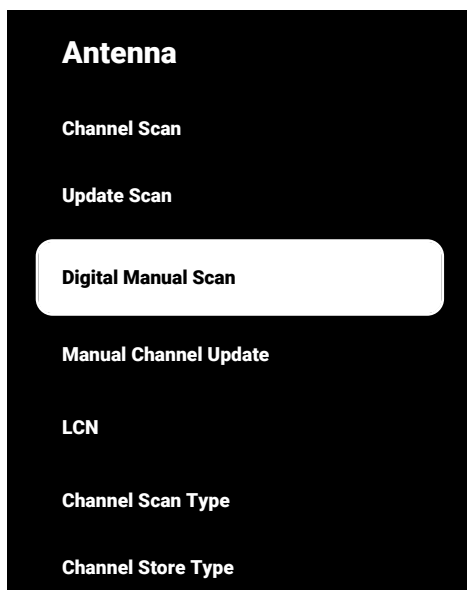 Antenna
Channel Scan
Update Scan
Digital Manual Scan
Manual Channel Update
LCN
Channel Scan Type
Channel Store Type